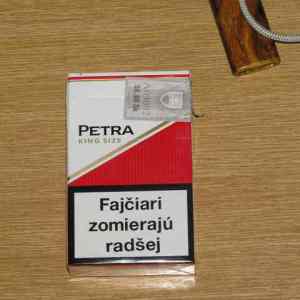 PETRA
KING SIZE
Fajčiari
zomierajú
radšej